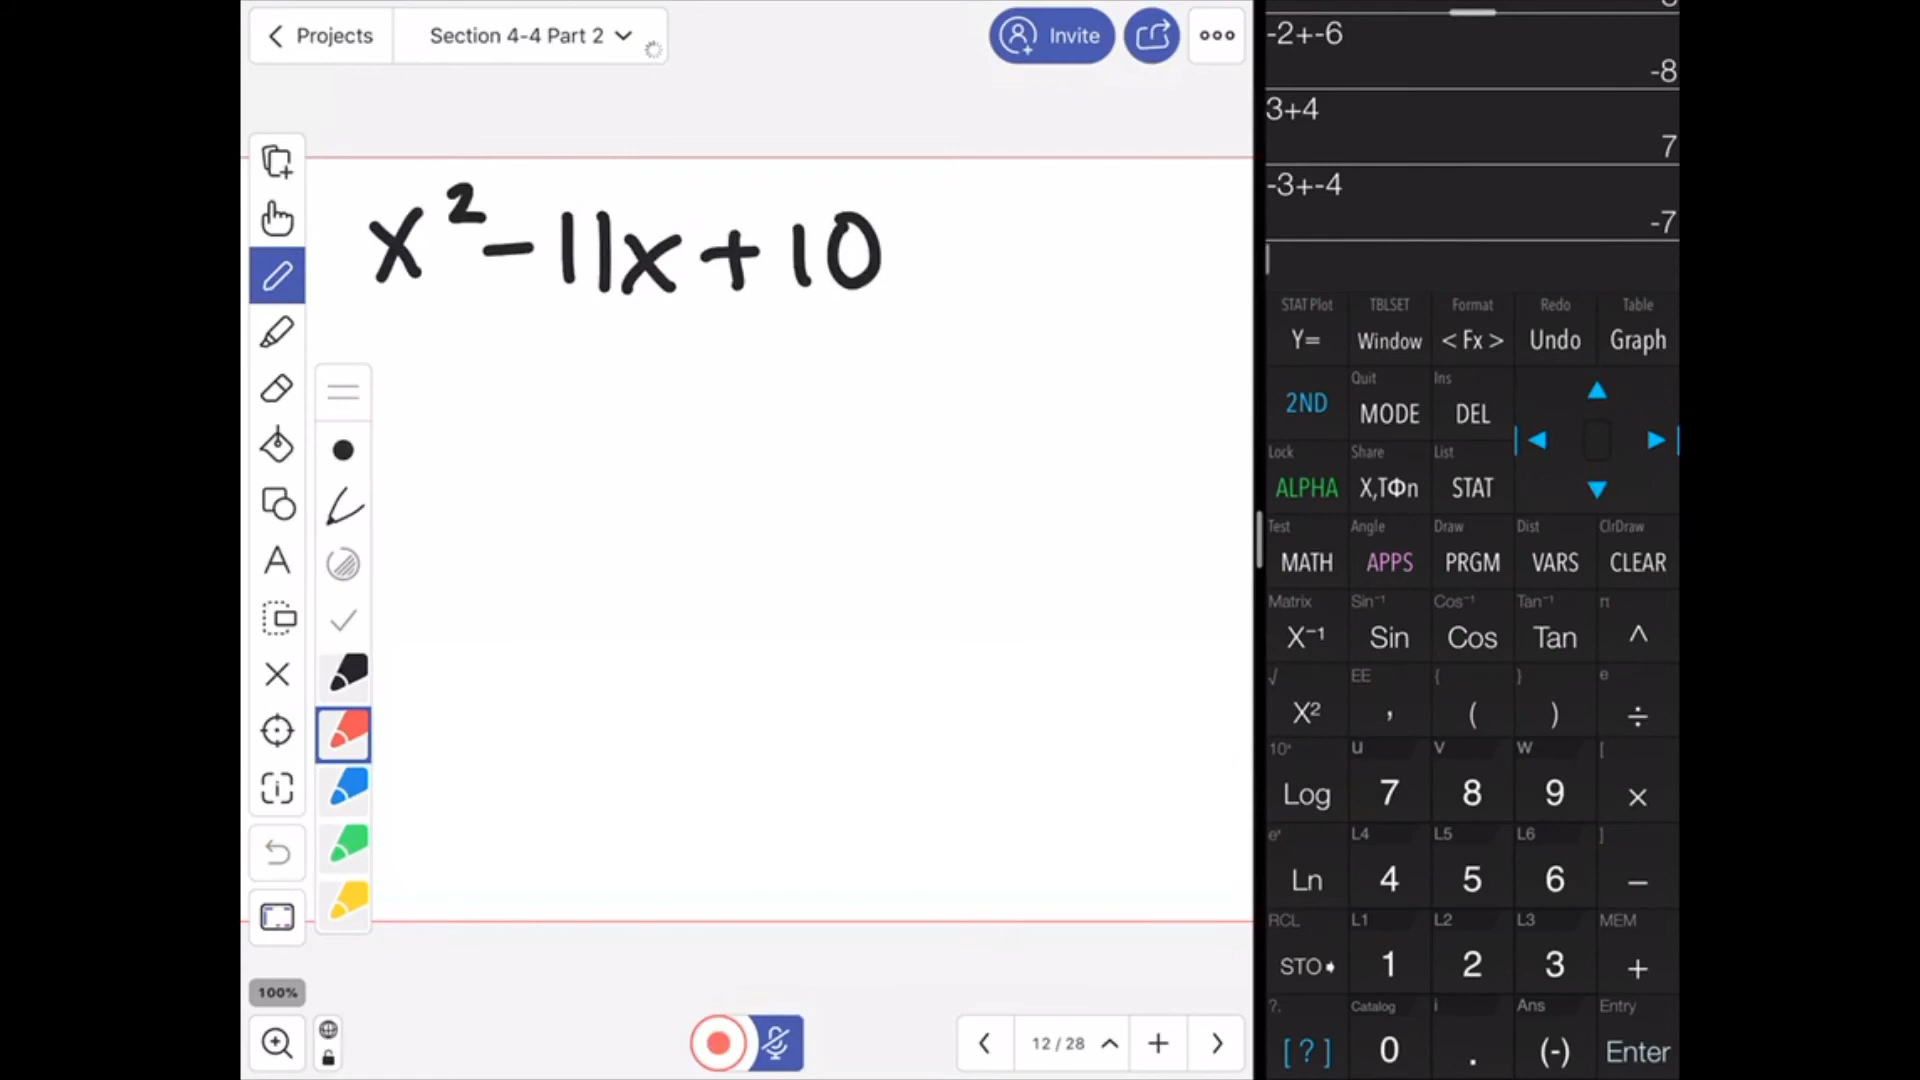 Projects
Section 4-4 Part 2
Invite
x² - 11x + 10
100%
12 / 28
-2+-6
-8
3+4
7
-3+-4
-7
STAT Plot TBLSET Format Redo Table
Y= Window < Fx > Undo Graph
Quit Ins
2ND MODE DEL
Lock Share List
ALPHA X,TΦn STAT
Test Angle Draw Dist ClrDraw
MATH APPS PRGM VARS CLEAR
Matrix Sin⁻¹ Cos⁻¹ Tan⁻¹ π
X⁻¹ Sin Cos Tan ^
√ EE { } e
X² , ( ) ÷
10ˣ u v w [
Log 7 8 9 ×
eˣ L4 L5 L6 ]
Ln 4 5 6 −
RCL L1 L2 L3 MEM
STO➧ 1 2 3 +
?. Catalog i Ans Entry
[ ? ] 0 . (-) Enter